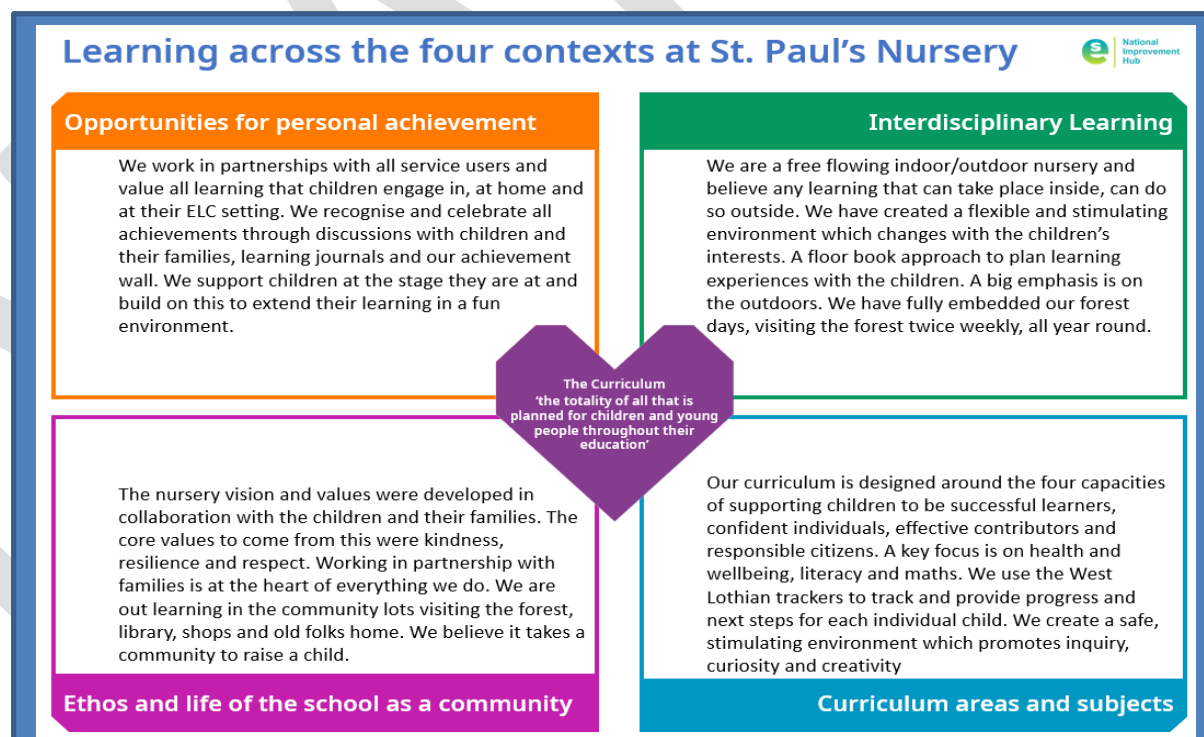 Learning across the four contexts at St. Paul's Nursery
National
Improvement
Hub
Opportunities for personal achievement
We work in partnerships with all service users and
value all learning that children engage in, at home and
at their ELC setting. We recognise and celebrate all
achievements through discussions with children and
their families, learning journals and our achievement
wall. We support children at the stage they are at and
build on this to extend their learning in a fun
environment.
Interdisciplinary Learning
We are a free flowing indoor/outdoor nursery and
believe any learning that can take place inside, can do
so outside. We have created a flexible and stimulating
environment which changes with the children's
interests. A floor book approach to plan learning
experiences with the children. A big emphasis is on
the outdoors. We have fully embedded our forest
days, visiting the forest twice weekly, all year round.
The Curriculum
‘the totality of all that is
planned for children and young
people throughout their
education’
The nursery vision and values were developed in
collaboration with the children and their families. The
core values to come from this were kindness,
resilience and respect. Working in partnership with
families is at the heart of everything we do. We are
out learning in the community lots visiting the forest,
library, shops and old folks home. We believe it takes a
community to raise a child.
Ethos and life of the school as a community
Our curriculum is designed around the four capacities
of supporting children to be successful learners,
confident individuals, effective contributors and
responsible citizens. A key focus is on health and
wellbeing, literacy and maths. We use the West
Lothian trackers to track and provide progress and
next steps for each individual child. We create a safe,
stimulating environment which promotes inquiry,
curiosity and creativity
Curriculum areas and subjects